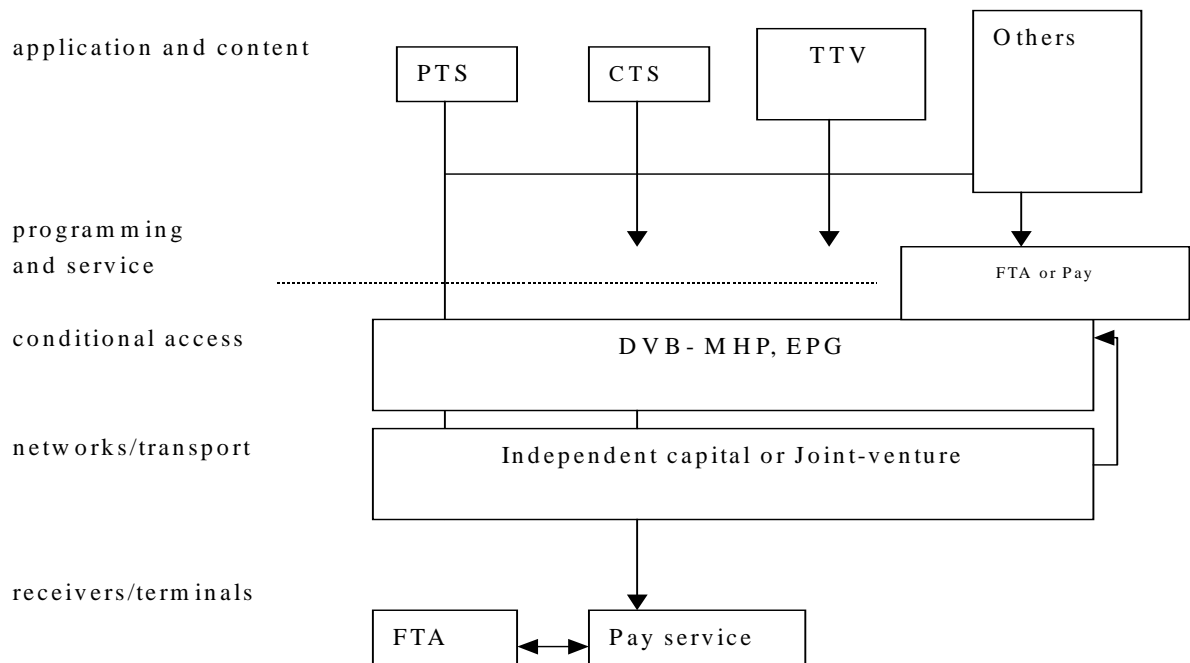 application and content
PTS
CTS
TTV
Others
programming
and service
FTA or Pay
conditional access
DVB- MHP, EPG
networks/transport
Independent capital or Joint-venture
receivers/terminals
FTA
Pay service